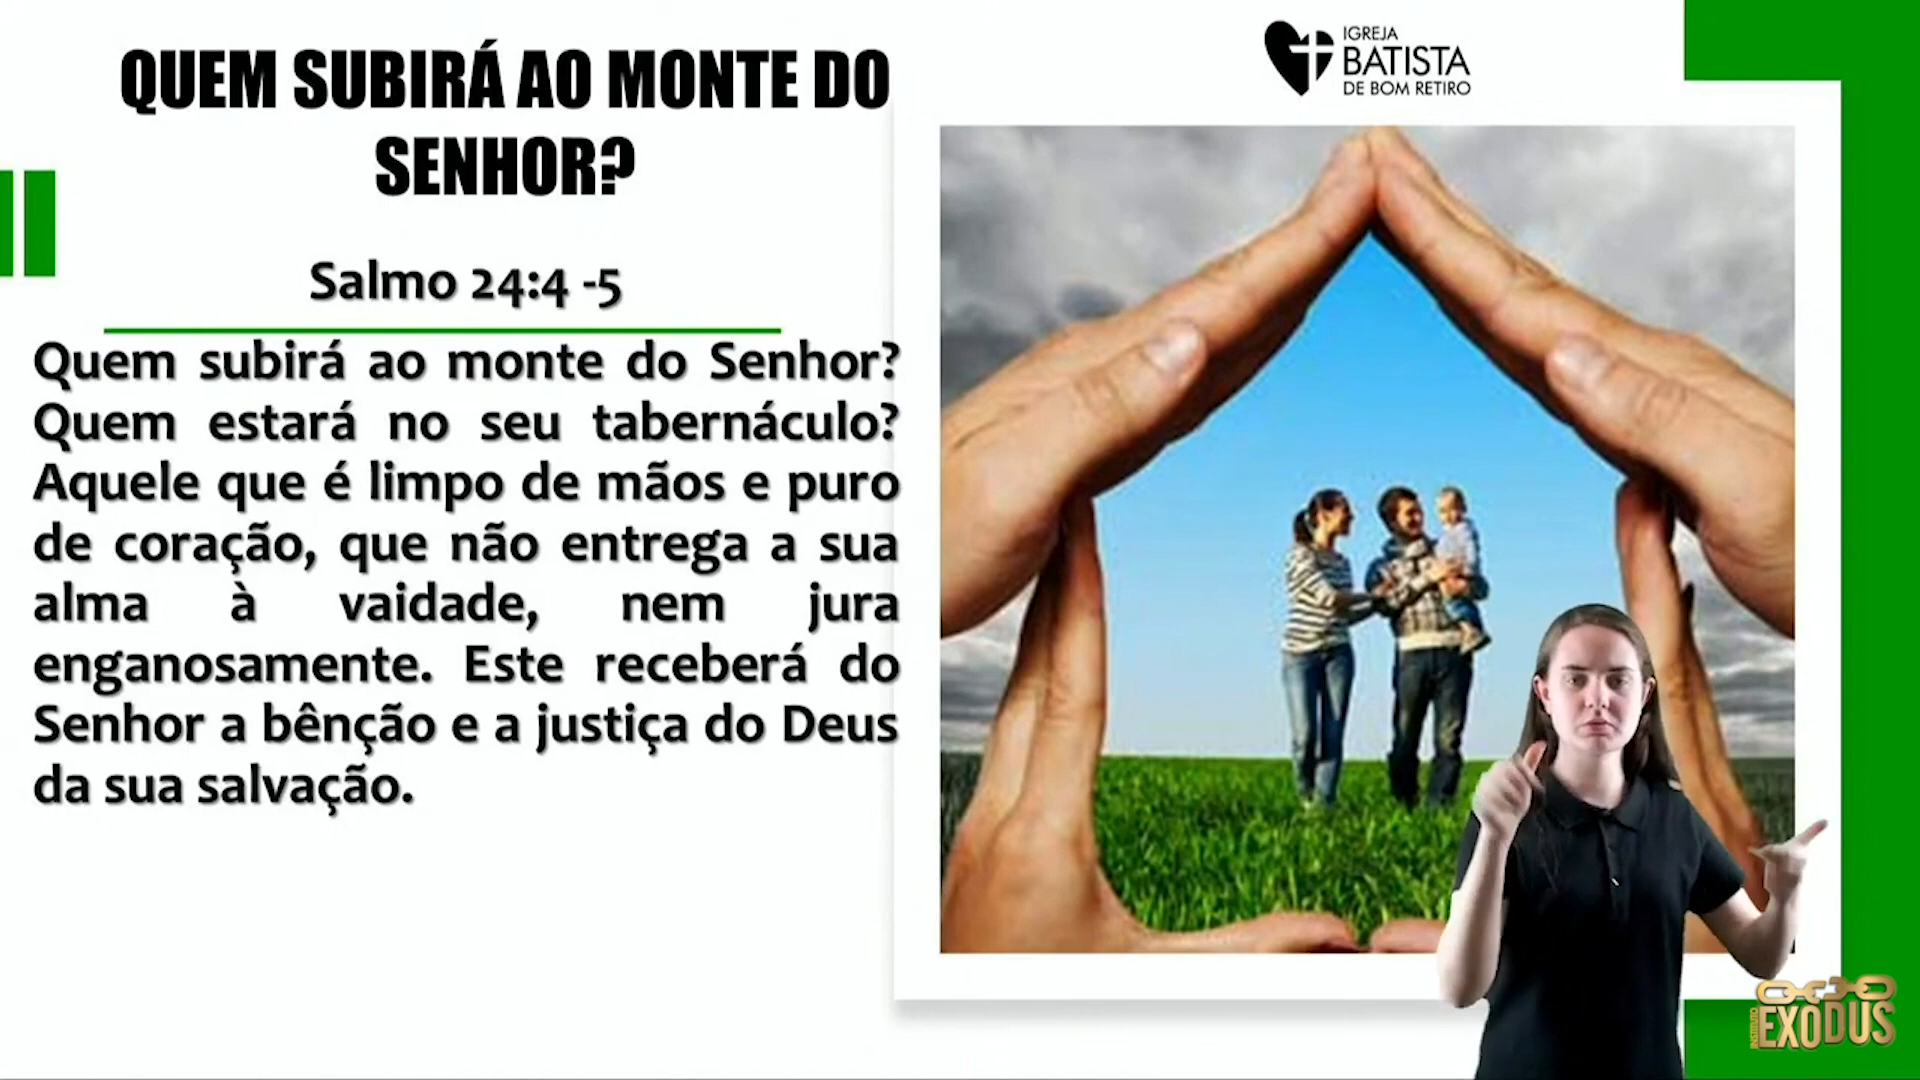 QUEM SUBIRÁ AO MONTE DO
SENHOR?
Salmo 24:4 -5
Quem subirá ao monte do Senhor?
Quem estará no seu tabernáculo?
Aquele que é limpo de mãos e puro
de coração, que não entrega a sua
alma à vaidade, nem jura
enganosamente. Este receberá do
Senhor a bênção e a justiça do Deus
da sua salvação.
IGREJA
BATISTA
DE BOM RETIRO
INSTITUTO
EXODUS